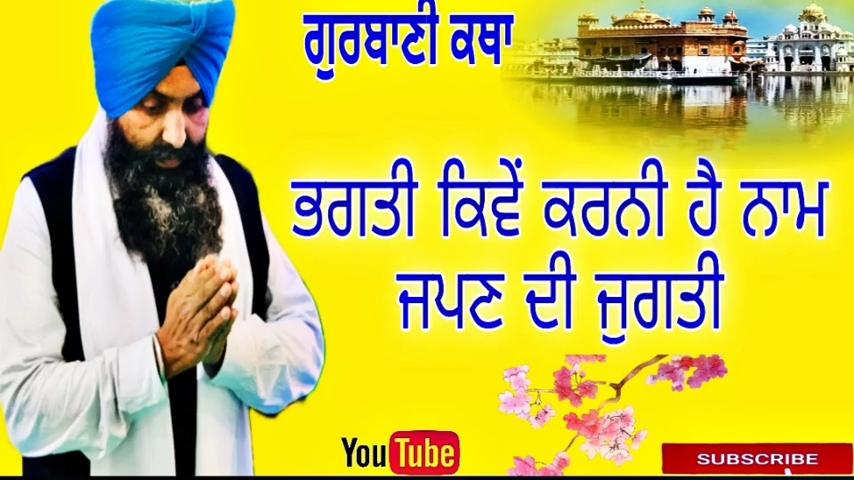 ਗੁਰਬਾਣੀ ਕਥਾ
ਭਗਤੀ ਕਿਵੇਂ ਕਰਨੀ ਹੈ ਨਾਮ
ਜਪਣ ਦੀ ਜੁਗਤੀ
YouTube
SUBSCRIBE